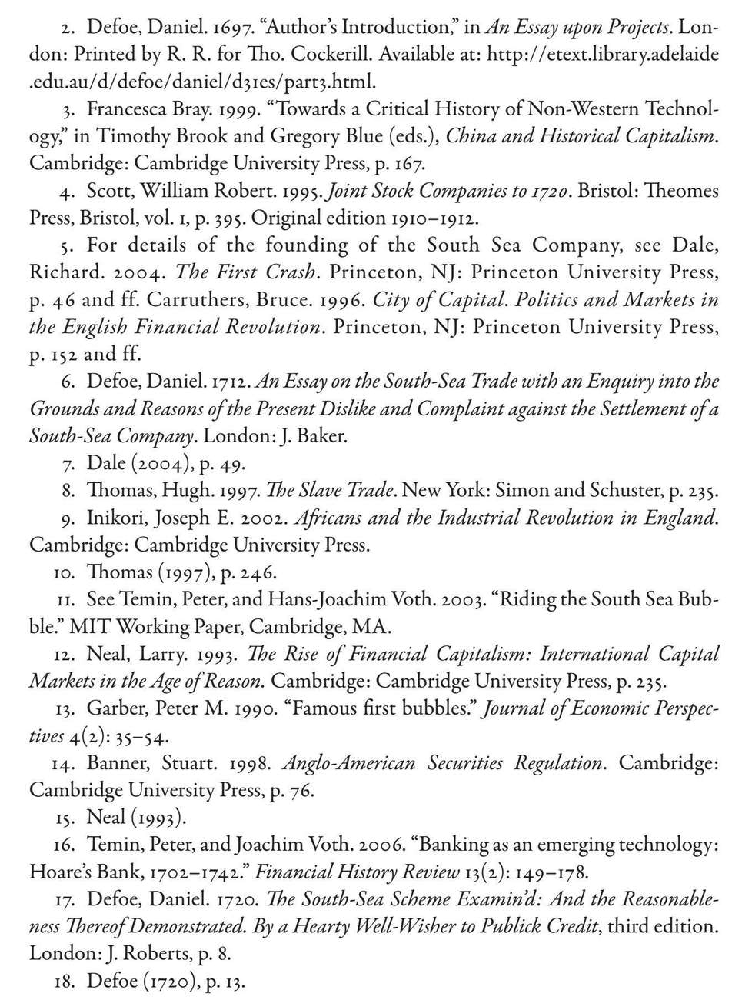 2. Defoe, Daniel. 1697. “Author’s Introduction,” in An Essay upon Projects. Lon-
don: Printed by R. R. for Tho. Cockerill. Available at: http://etext.library.adelaide
.edu.au/d/defoe/daniel/d31es/part3.html.
3. Francesca Bray. 1999. “Towards a Critical History of Non-Western Technol-
ogy,” in Timothy Brook and Gregory Blue (eds.), China and Historical Capitalism.
Cambridge: Cambridge University Press, p. 167.
4. Scott, William Robert. 1995. Joint Stock Companies to 1720. Bristol: Theomes
Press, Bristol, vol. 1, p. 395. Original edition 1910–1912.
5. For details of the founding of the South Sea Company, see Dale,
Richard. 2004. The First Crash. Princeton, NJ: Princeton University Press,
p. 46 and ff. Carruthers, Bruce. 1996. City of Capital. Politics and Markets in
the English Financial Revolution. Princeton, NJ: Princeton University Press,
p. 152 and ff.
6. Defoe, Daniel. 1712. An Essay on the South-Sea Trade with an Enquiry into the
Grounds and Reasons of the Present Dislike and Complaint against the Settlement of a
South-Sea Company. London: J. Baker.
7. Dale (2004), p. 49.
8. Thomas, Hugh. 1997. The Slave Trade. New York: Simon and Schuster, p. 235.
9. Inikori, Joseph E. 2002. Africans and the Industrial Revolution in England.
Cambridge: Cambridge University Press.
10. Thomas (1997), p. 246.
11. See Temin, Peter, and Hans-Joachim Voth. 2003. “Riding the South Sea Bub-
ble.” MIT Working Paper, Cambridge, MA.
12. Neal, Larry. 1993. The Rise of Financial Capitalism: International Capital
Markets in the Age of Reason. Cambridge: Cambridge University Press, p. 235.
13. Garber, Peter M. 1990. “Famous first bubbles.” Journal of Economic Perspec-
tives 4(2): 35–54.
14. Banner, Stuart. 1998. Anglo-American Securities Regulation. Cambridge:
Cambridge University Press, p. 76.
15. Neal (1993).
16. Temin, Peter, and Joachim Voth. 2006. “Banking as an emerging technology:
Hoare’s Bank, 1702–1742.” Financial History Review 13(2): 149–178.
17. Defoe, Daniel. 1720. The South-Sea Scheme Examin’d: And the Reasonable-
ness Thereof Demonstrated. By a Hearty Well-Wisher to Publick Credit, third edition.
London: J. Roberts, p. 8.
18. Defoe (1720), p. 13.